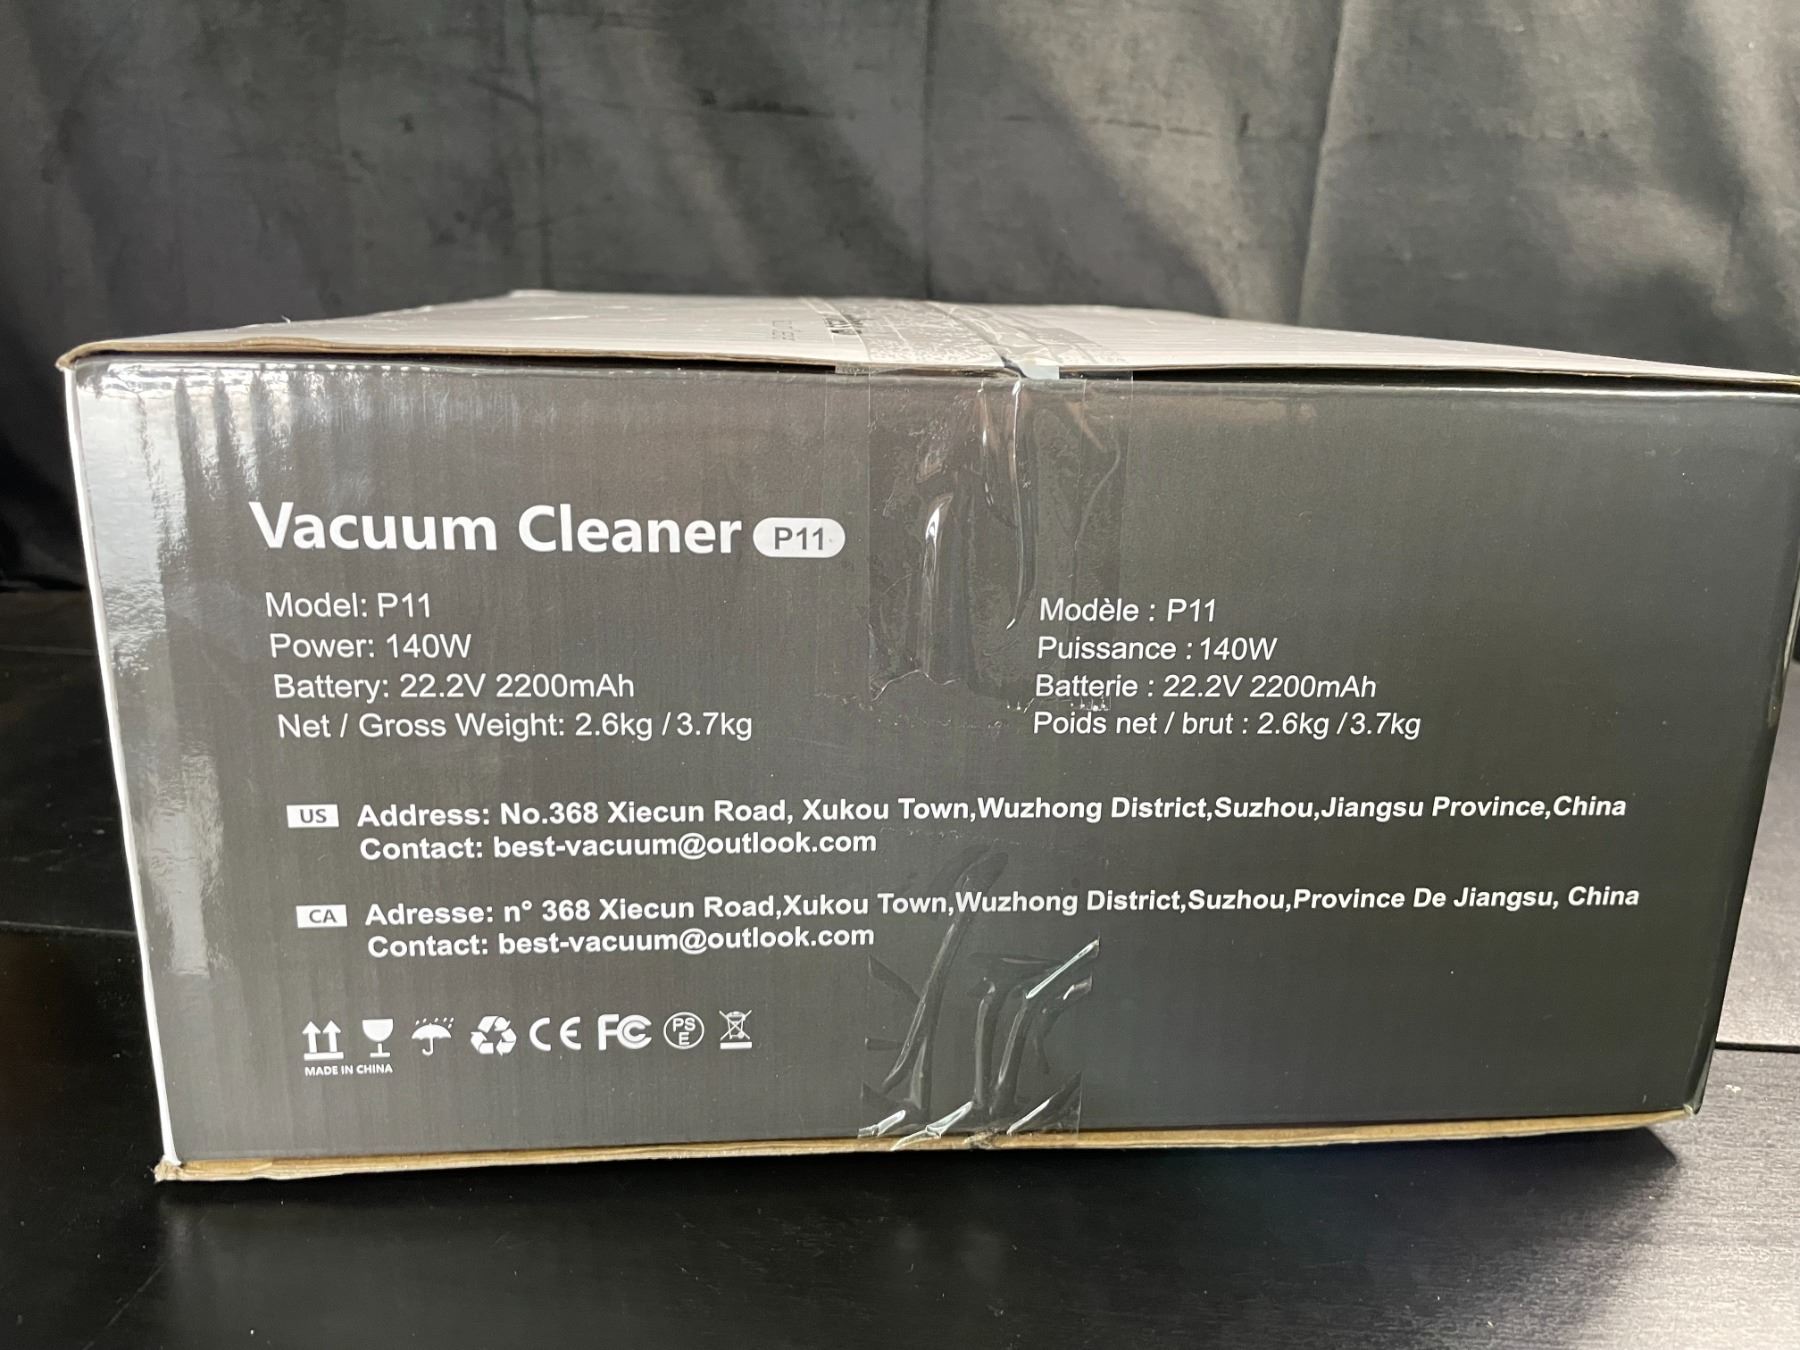 Vacuum Cleaner P11
Model: P11
Power: 140W
Battery: 22.2V 2200mAh
Net / Gross Weight: 2.6kg / 3.7kg
Modèle : P11
Puissance : 140W
Batterie : 22.2V 2200mAh
Poids net / brut : 2.6kg / 3.7kg
US Address: No.368 Xiecun Road, Xukou Town,Wuzhong District,Suzhou,Jiangsu Province,China
Contact: best-vacuum@outlook.com
CA Adresse: n° 368 Xiecun Road,Xukou Town,Wuzhong District,Suzhou,Province De Jiangsu, China
Contact: best-vacuum@outlook.com
CE FC PS E
MADE IN CHINA